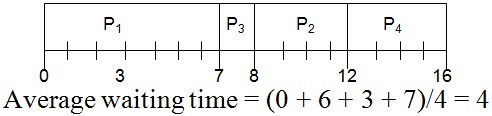 P1 P3 P2 P4
0 3 7 8 12 16
Average waiting time = (0 + 6 + 3 + 7)/4 = 4